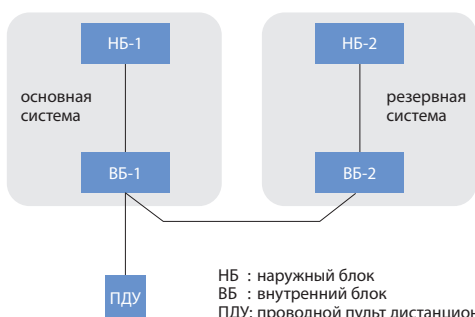 НБ-1
НБ-2
основная
система
резервная
система
ВБ-1
ВБ-2
ПДУ
НБ : наружный блок
ВБ : внутренний блок
ПДУ: проводной пульт